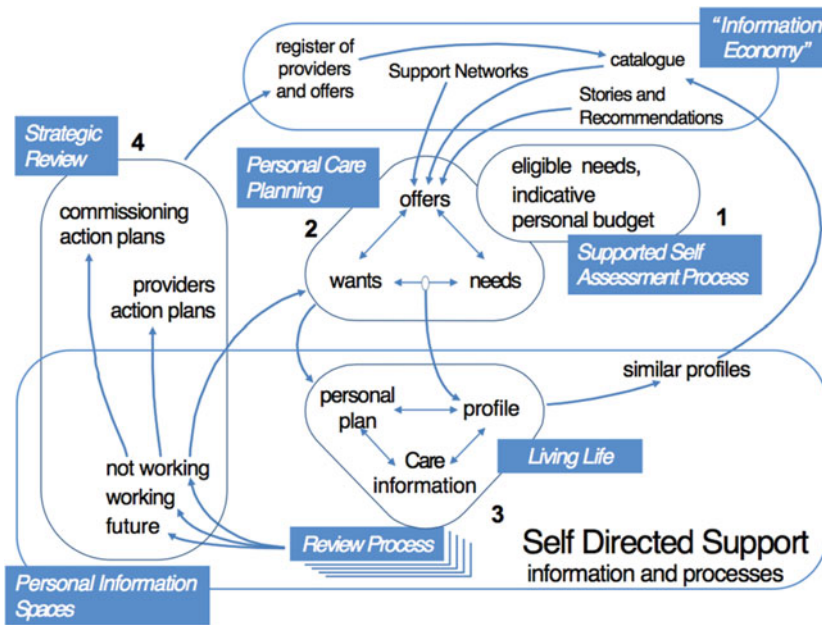 register of
providers
and offers
Support Networks
catalogue
Stories and
Recommendations
“Information
Economy”
Strategic
Review
4
commissioning
action plans
providers
action plans
Personal Care
Planning
2
offers
wants
needs
eligible needs,
indicative
personal budget
1
Supported Self
Assessment Process
similar profiles
personal
plan
profile
Care
information
Living Life
3
not working
working
future
Review Process
Self Directed Support
information and processes
Personal Information
Spaces